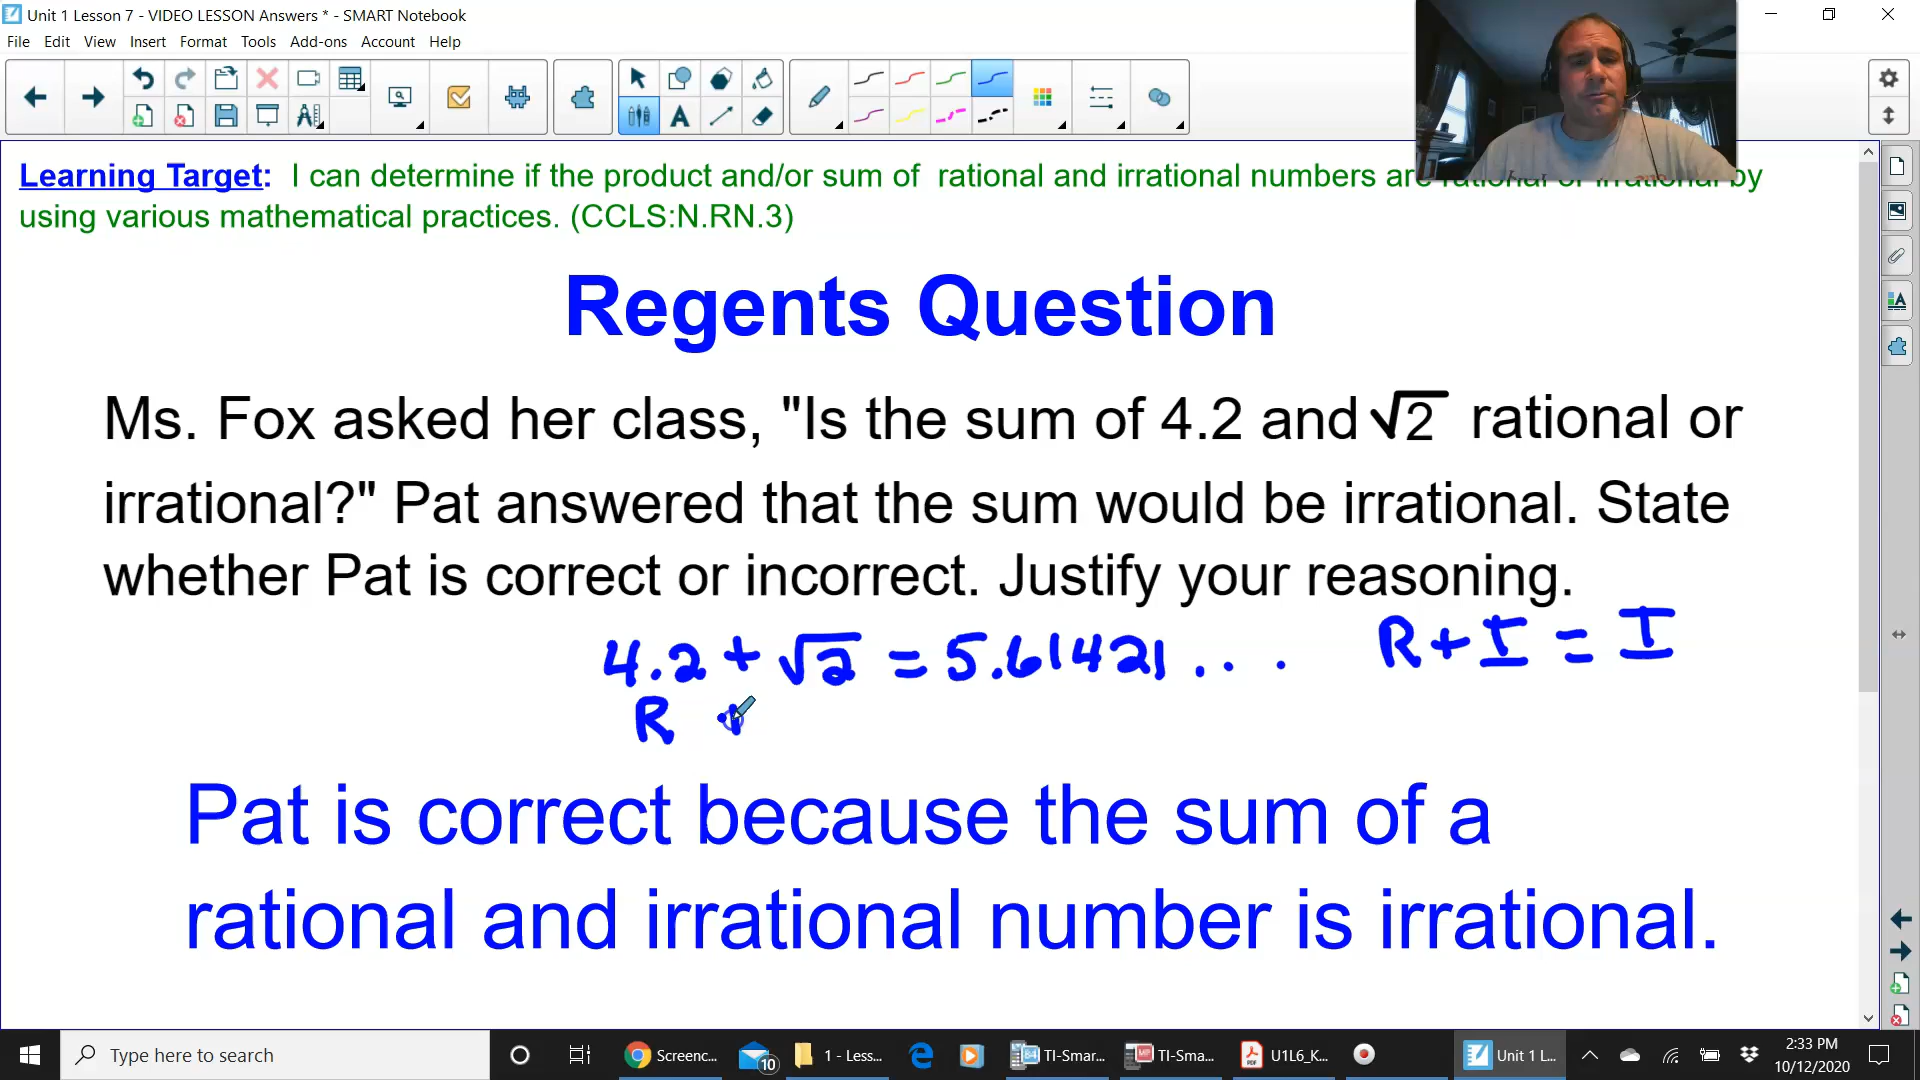 Unit 1 Lesson 7 - VIDEO LESSON Answers * - SMART Notebook
File Edit View Insert Format Tools Add-ons Account Help
Learning Target: I can determine if the product and/or sum of rational and irrational numbers are rational or irrational by
using various mathematical practices. (CCLS:N.RN.3)
Regents Question
Ms. Fox asked her class, "Is the sum of 4.2 and √2 rational or
irrational?" Pat answered that the sum would be irrational. State
whether Pat is correct or incorrect. Justify your reasoning.
4.2 + √2 = 5.61421 . . . R + I = I
R +
Pat is correct because the sum of a
rational and irrational number is irrational.
Type here to search
Screenc...
10
1 - Less...
TI-Smar...
TI-Sma...
U1L6_K...
Unit 1 L...
2:33 PM
10/12/2020